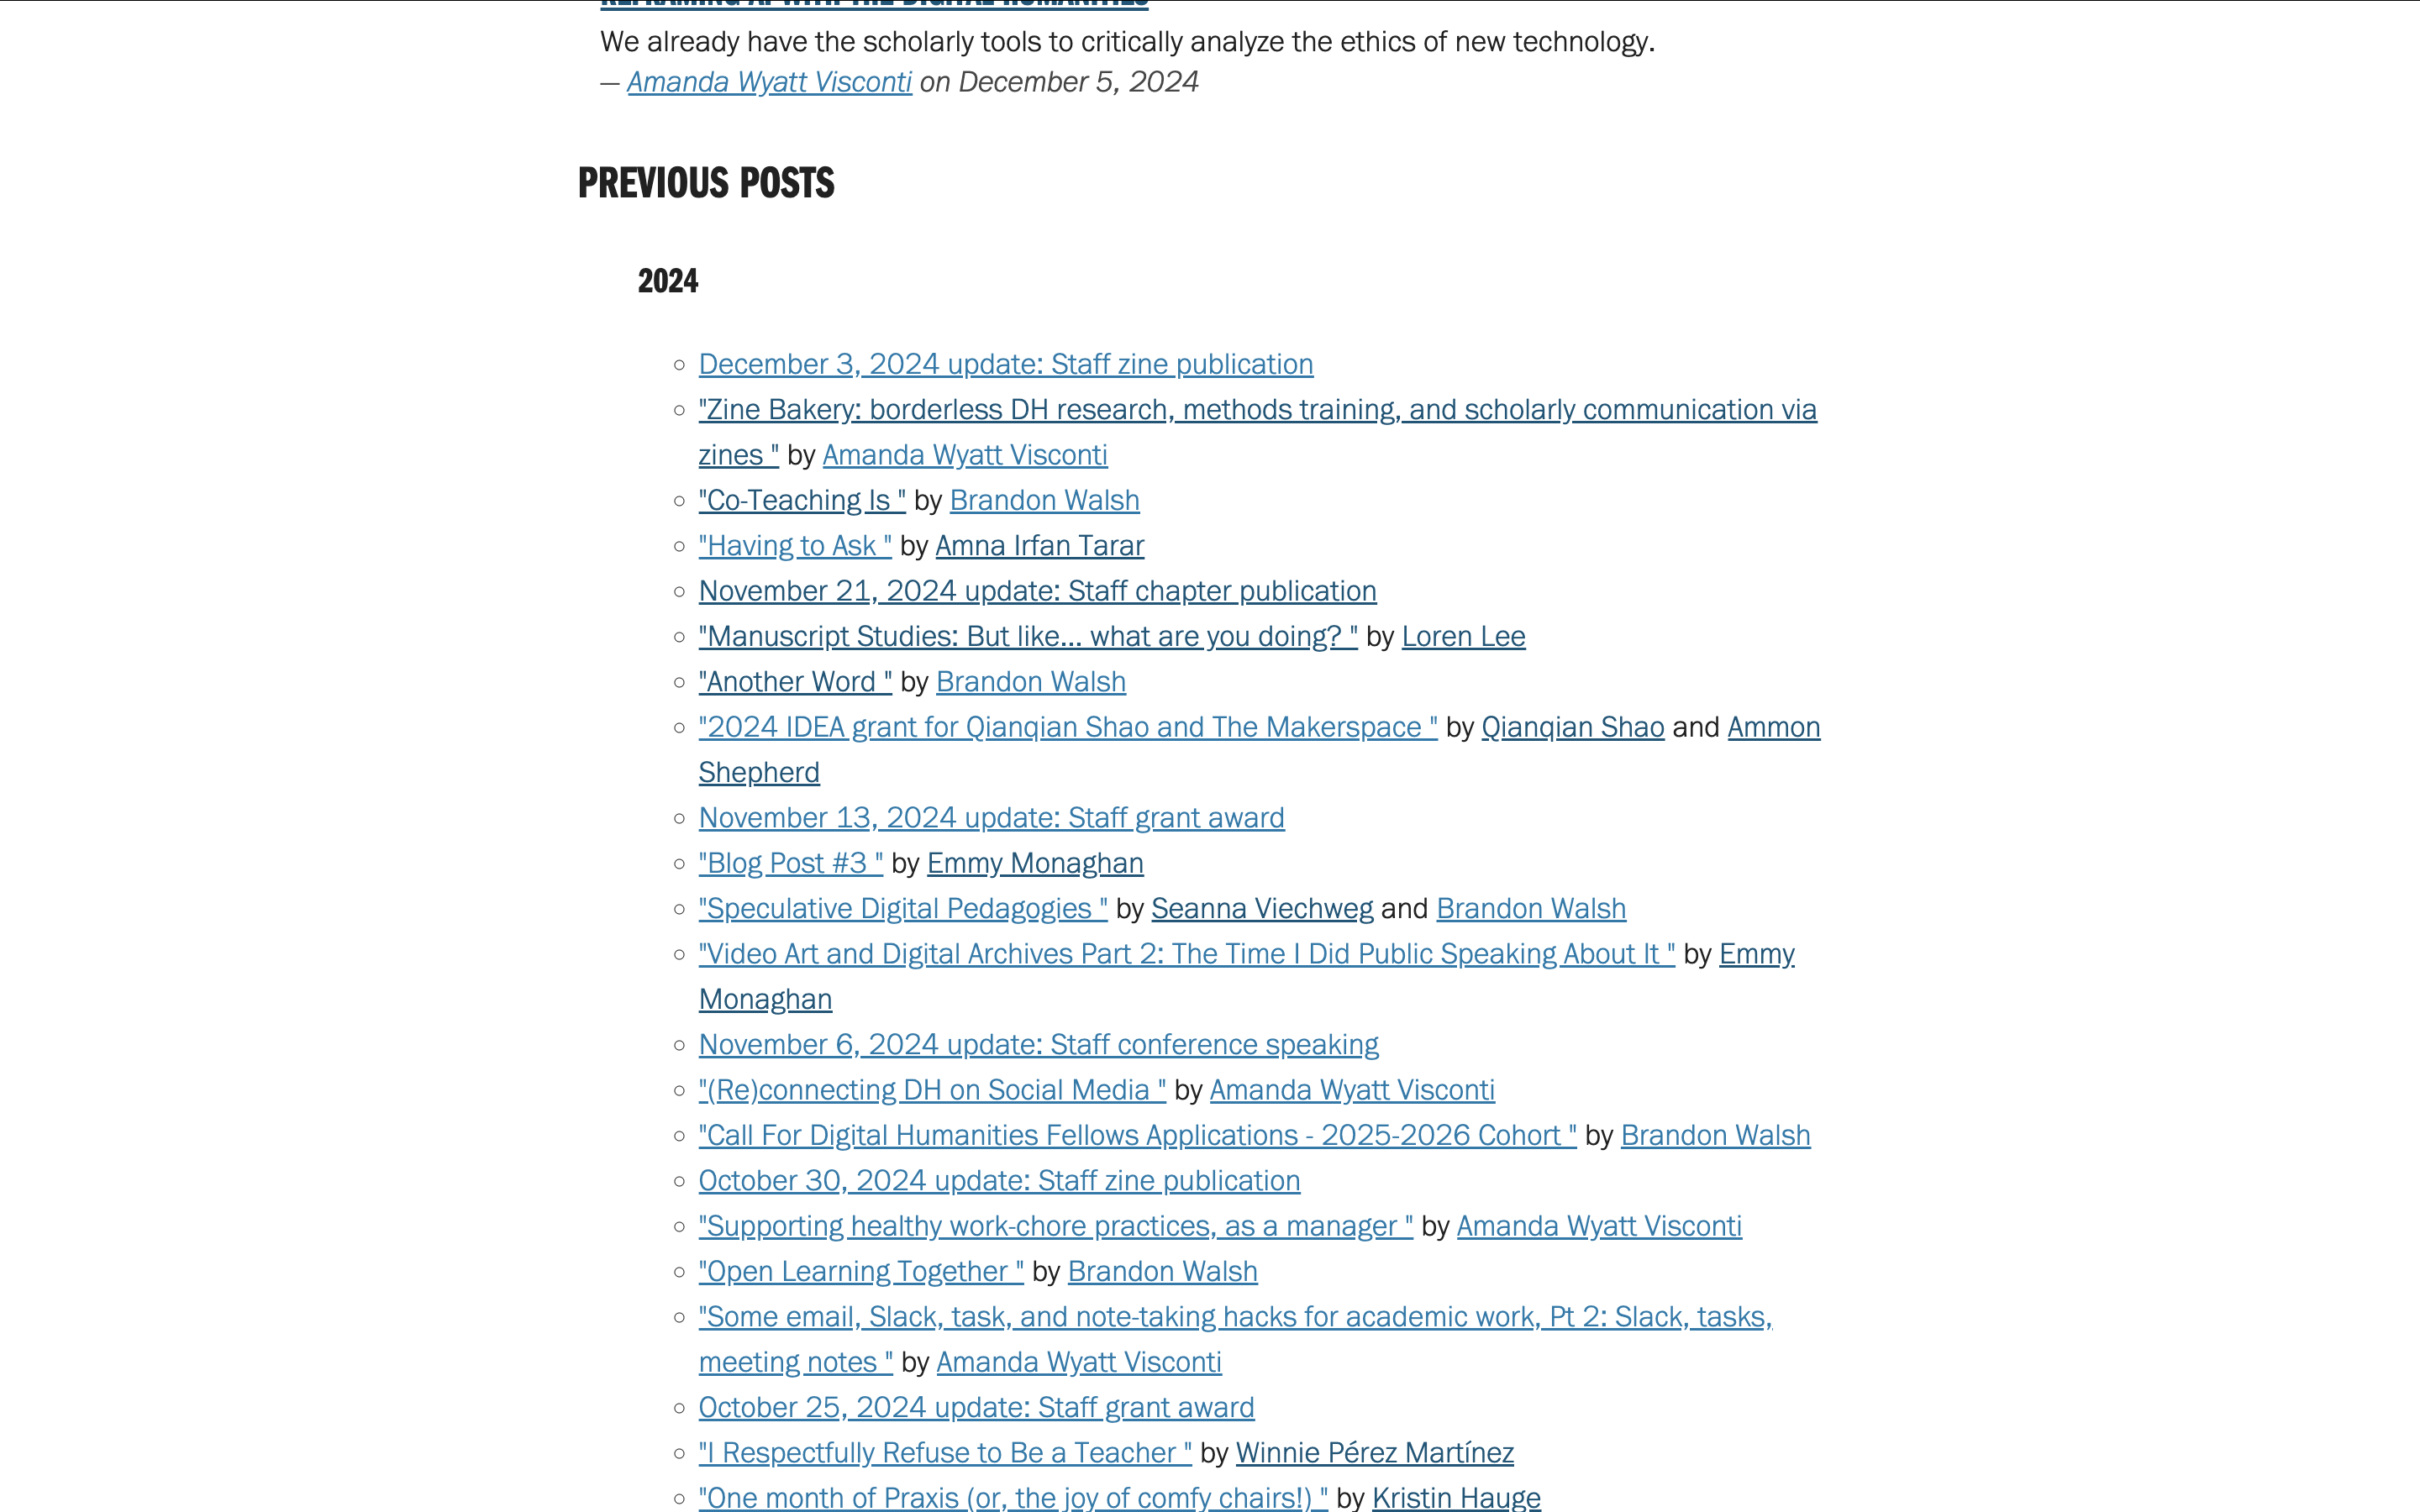 REFRAMING AI WITH THE DIGITAL HUMANITIES
We already have the scholarly tools to critically analyze the ethics of new technology.
— Amanda Wyatt Visconti on December 5, 2024
PREVIOUS POSTS
2024
December 3, 2024 update: Staff zine publication
"Zine Bakery: borderless DH research, methods training, and scholarly communication via
zines " by Amanda Wyatt Visconti
"Co-Teaching Is " by Brandon Walsh
"Having to Ask " by Amna Irfan Tarar
November 21, 2024 update: Staff chapter publication
"Manuscript Studies: But like... what are you doing? " by Loren Lee
"Another Word " by Brandon Walsh
"2024 IDEA grant for Qianqian Shao and The Makerspace " by Qianqian Shao and Ammon
Shepherd
November 13, 2024 update: Staff grant award
"Blog Post #3 " by Emmy Monaghan
"Speculative Digital Pedagogies " by Seanna Viechweg and Brandon Walsh
"Video Art and Digital Archives Part 2: The Time I Did Public Speaking About It " by Emmy
Monaghan
November 6, 2024 update: Staff conference speaking
"(Re)connecting DH on Social Media " by Amanda Wyatt Visconti
"Call For Digital Humanities Fellows Applications - 2025-2026 Cohort " by Brandon Walsh
October 30, 2024 update: Staff zine publication
"Supporting healthy work-chore practices, as a manager " by Amanda Wyatt Visconti
"Open Learning Together " by Brandon Walsh
"Some email, Slack, task, and note-taking hacks for academic work, Pt 2: Slack, tasks,
meeting notes " by Amanda Wyatt Visconti
October 25, 2024 update: Staff grant award
"I Respectfully Refuse to Be a Teacher " by Winnie Pérez Martínez
"One month of Praxis (or, the joy of comfy chairs!) " by Kristin Hauge